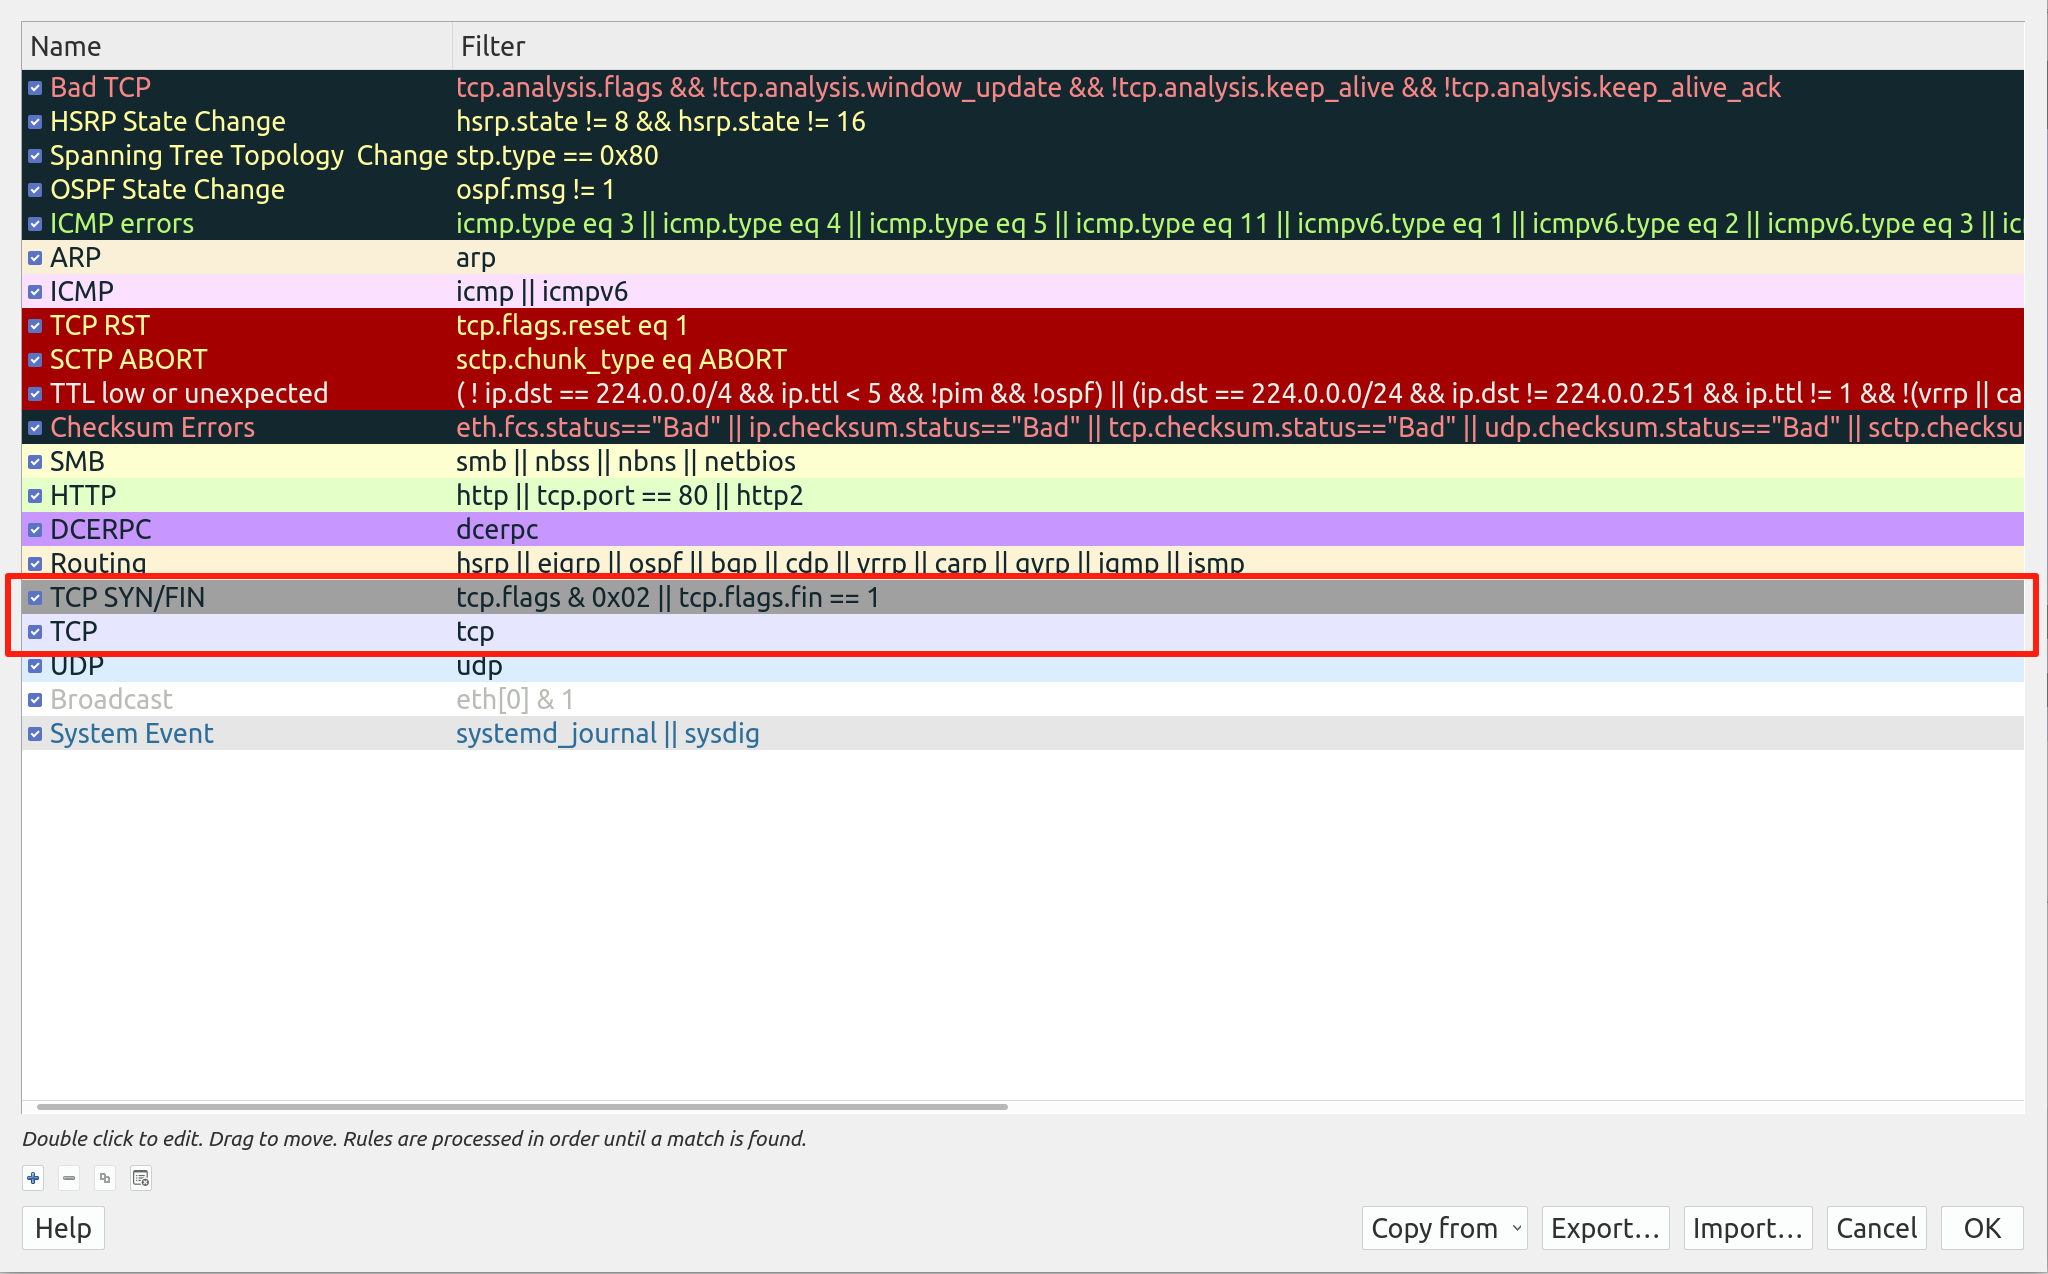 Name Filter
Bad TCP tcp.analysis.flags && !tcp.analysis.window_update && !tcp.analysis.keep_alive && !tcp.analysis.keep_alive_ack
HSRP State Change hsrp.state != 8 && hsrp.state != 16
Spanning Tree Topology  Change stp.type == 0x80
OSPF State Change ospf.msg != 1
ICMP errors icmp.type eq 3 || icmp.type eq 4 || icmp.type eq 5 || icmp.type eq 11 || icmpv6.type eq 1 || icmpv6.type eq 2 || icmpv6.type eq 3 || ic
ARP arp
ICMP icmp || icmpv6
TCP RST tcp.flags.reset eq 1
SCTP ABORT sctp.chunk_type eq ABORT
TTL low or unexpected ( ! ip.dst == 224.0.0.0/4 && ip.ttl < 5 && !pim && !ospf) || (ip.dst == 224.0.0.0/24 && ip.dst != 224.0.0.251 && ip.ttl != 1 && !(vrrp || ca
Checksum Errors eth.fcs.status=="Bad" || ip.checksum.status=="Bad" || tcp.checksum.status=="Bad" || udp.checksum.status=="Bad" || sctp.checksu
SMB smb || nbss || nbns || netbios
HTTP http || tcp.port == 80 || http2
DCERPC dcerpc
Routing hsrp || eigrp || ospf || bgp || cdp || vrrp || carp || gvrp || igmp || ismp
TCP SYN/FIN tcp.flags & 0x02 || tcp.flags.fin == 1
TCP tcp
UDP udp
Broadcast eth[0] & 1
System Event systemd_journal || sysdig
Double click to edit. Drag to move. Rules are processed in order until a match is found.
Help Copy from Export... Import... Cancel OK